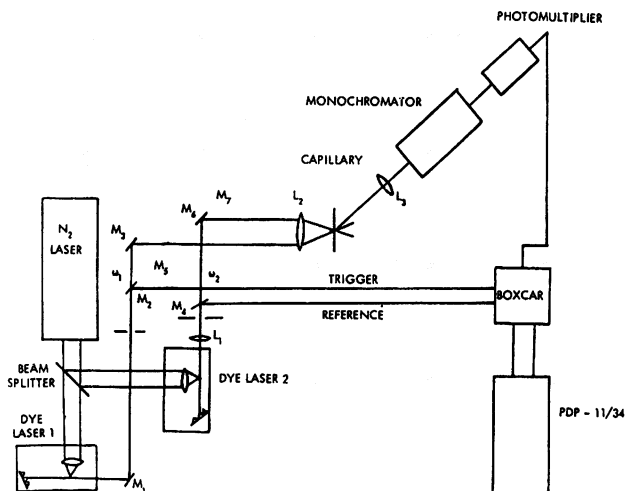 PHOTOMULTIPLIER
MONOCHROMATOR
CAPILLARY
L₃
M₇
L₂
M₆
N₂
LASER
M₃
ω₁
M₅
ω₂
TRIGGER
BOXCAR
M₂
M₄
REFERENCE
L₁
BEAM
SPLITTER
DYE LASER 2
PDP - 11/34
DYE
LASER 1
M₁